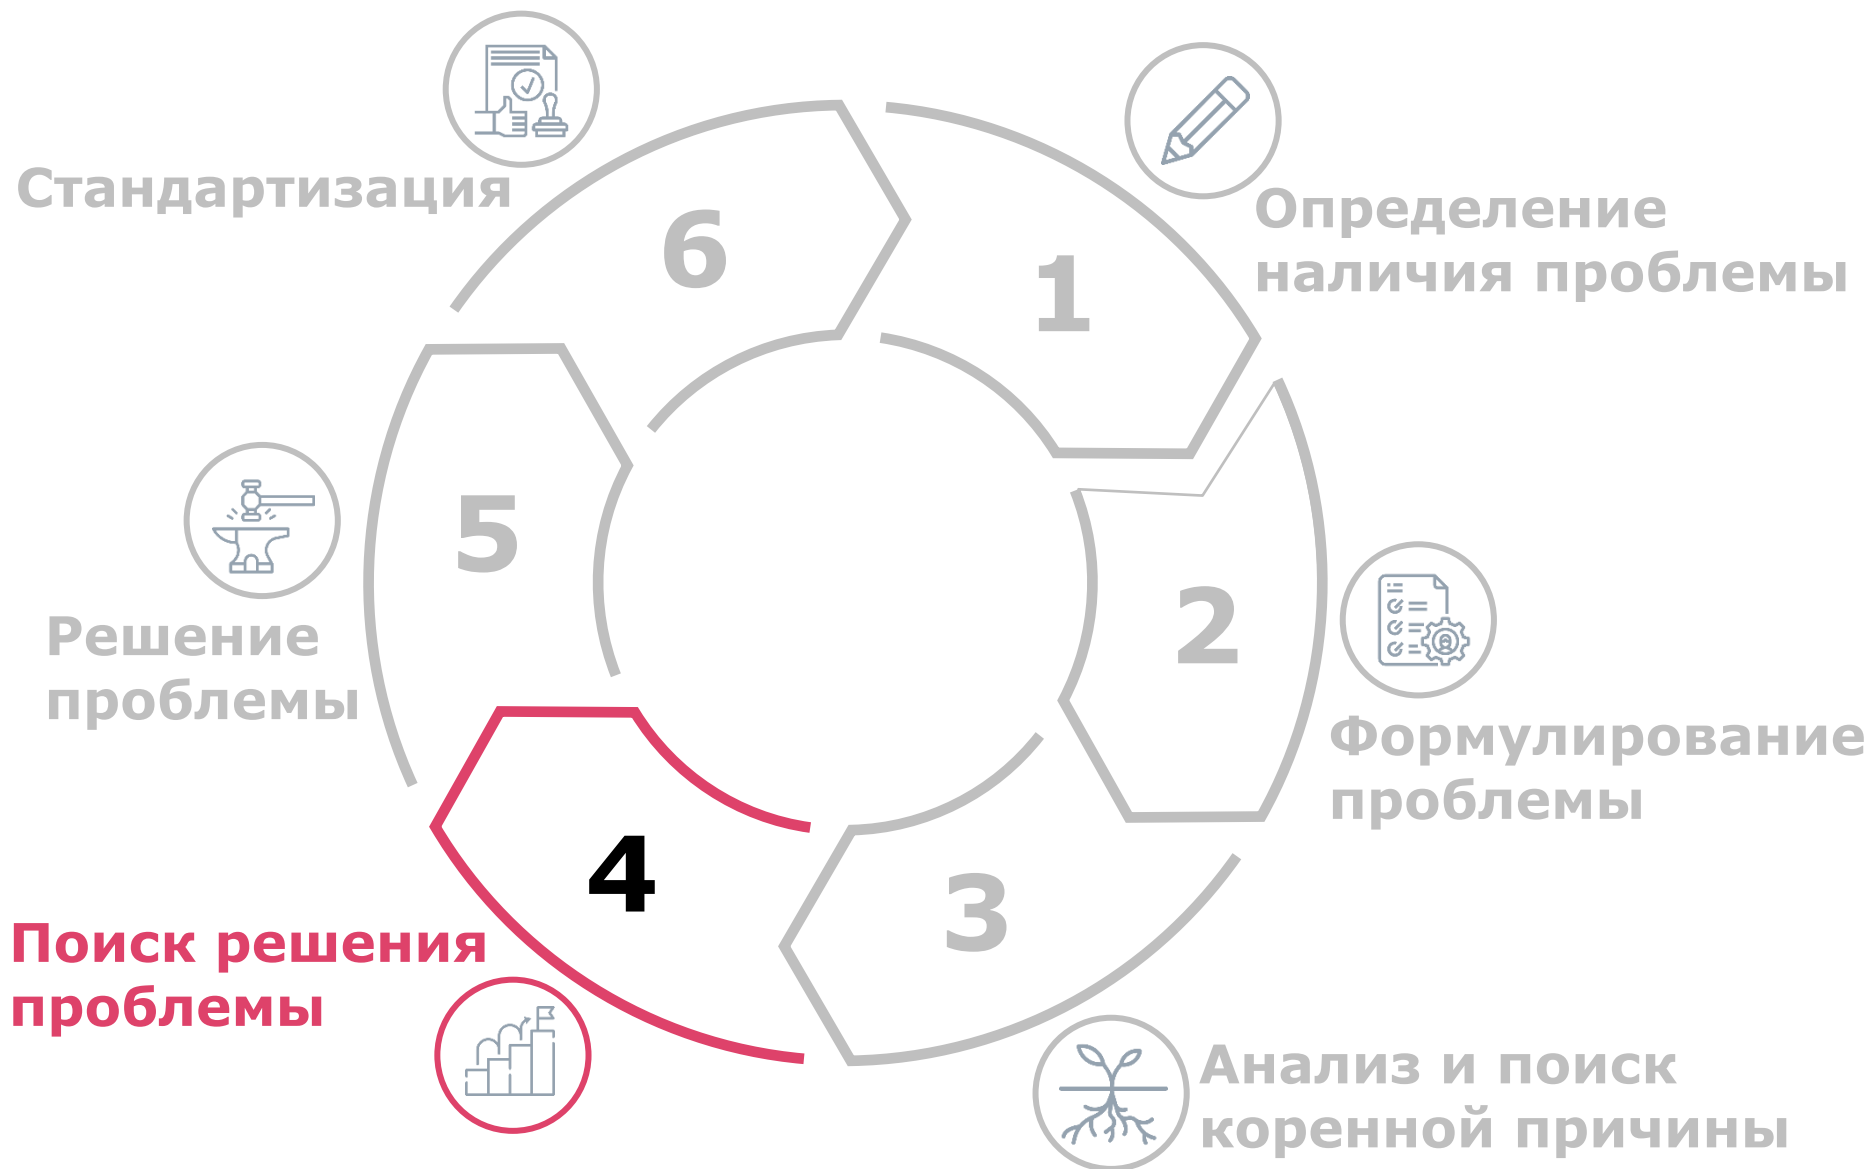 1
Определение
наличия проблемы
2
Формулирование
проблемы
3
Анализ и поиск
коренной причины
4
Поиск решения
проблемы
5
Решение
проблемы
6
Стандартизация